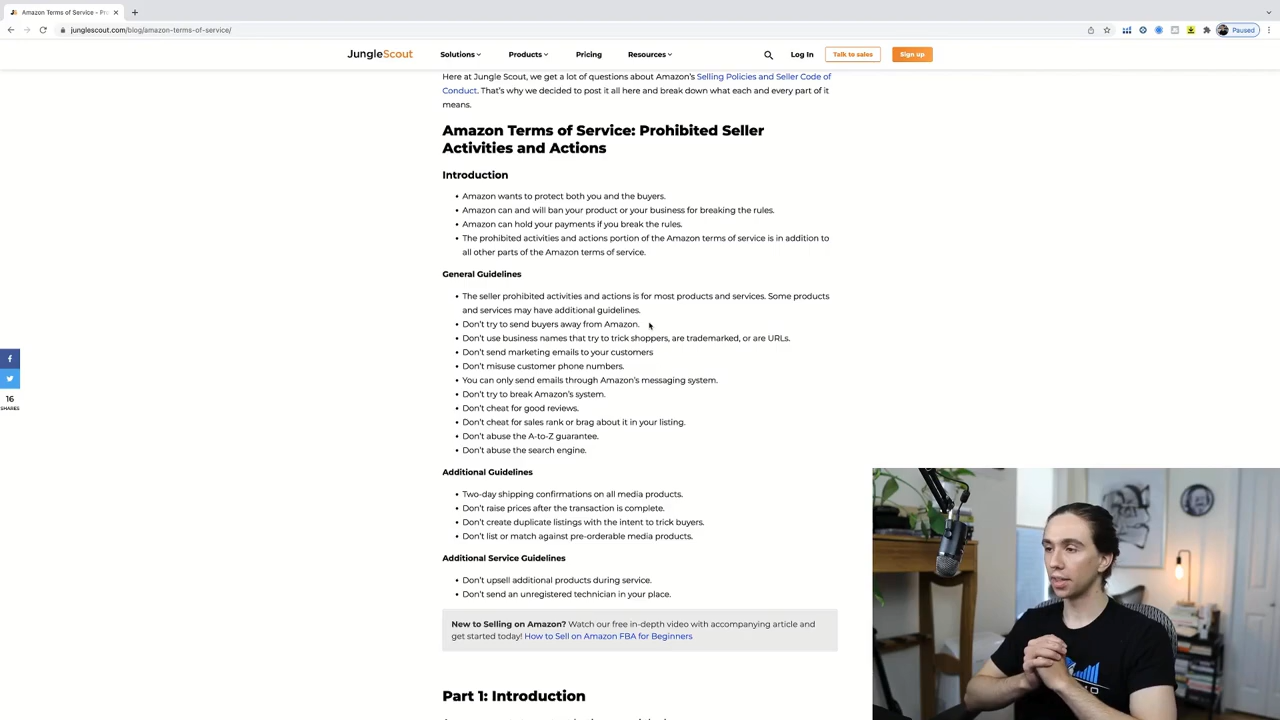 Amazon Terms of Service - Pro
junglescout.com/blog/amazon-terms-of-service/
Paused
JungleScout
Solutions
Products
Pricing
Resources
Log In
Talk to sales
Sign up
Here at Jungle Scout, we get a lot of questions about Amazon's Selling Policies and Seller Code of
Conduct. That's why we decided to post it all here and break down what each and every part of it
means.
Amazon Terms of Service: Prohibited Seller
Activities and Actions
Introduction
Amazon wants to protect both you and the buyers.
Amazon can and will ban your product or your business for breaking the rules.
Amazon can hold your payments if you break the rules.
The prohibited activities and actions portion of the Amazon terms of service is in addition to
all other parts of the Amazon terms of service.
General Guidelines
The seller prohibited activities and actions is for most products and services. Some products
and services may have additional guidelines.
Don't try to send buyers away from Amazon.
Don't use business names that try to trick shoppers, are trademarked, or are URLs.
Don't send marketing emails to your customers
Don't misuse customer phone numbers.
You can only send emails through Amazon's messaging system.
Don't try to break Amazon's system.
Don't cheat for good reviews.
Don't cheat for sales rank or brag about it in your listing.
Don't abuse the A-to-Z guarantee.
Don't abuse the search engine.
16
SHARES
Additional Guidelines
Two-day shipping confirmations on all media products.
Don't raise prices after the transaction is complete.
Don't create duplicate listings with the intent to trick buyers.
Don't list or match against pre-orderable media products.
Additional Service Guidelines
Don't upsell additional products during service.
Don't send an unregistered technician in your place.
New to Selling on Amazon? Watch our free in-depth video with accompanying article and
get started today! How to Sell on Amazon FBA for Beginners
Part 1: Introduction